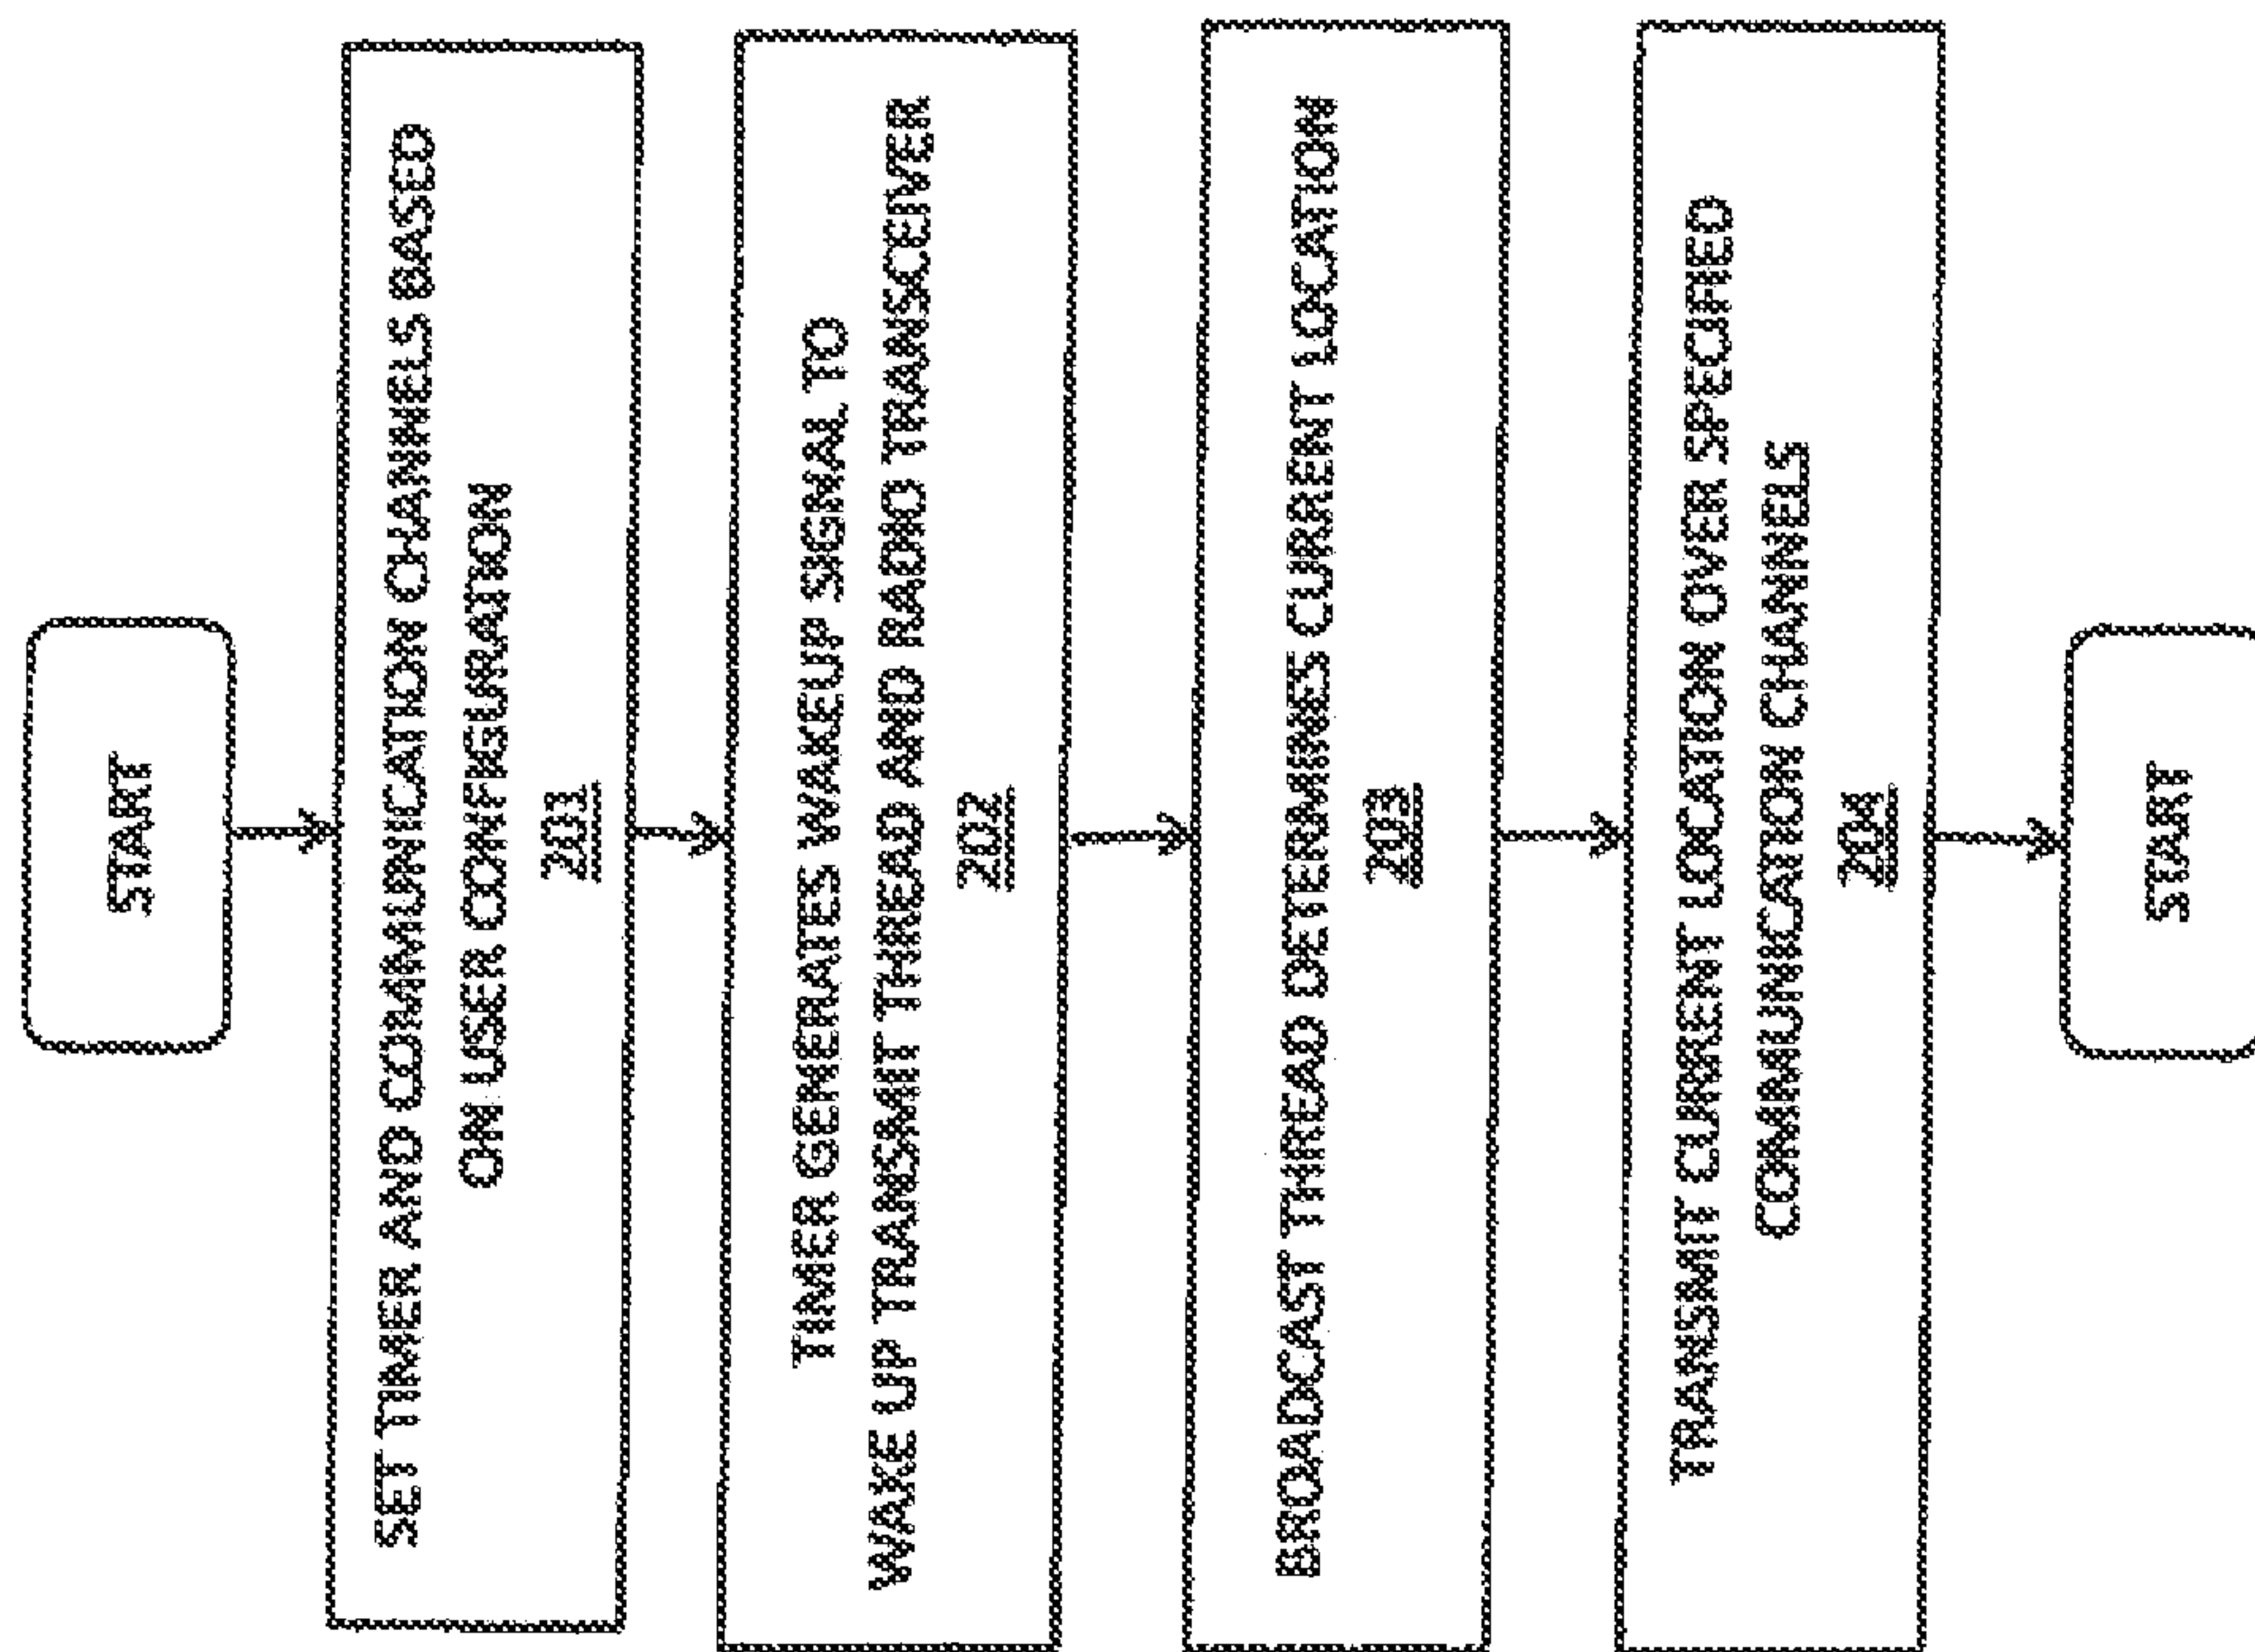 START
SET TIMER AND COMMUNICATION CHANNELS BASED
ON USER CONFIGURATION
201
TIMER GENERATES WAKEUP SIGNAL TO
WAKE UP TRANSMIT THREAD AND RADIO TRANSCEIVER
202
BROADCAST THREAD DETERMINES CURRENT LOCATION
203
TRANSMIT CURRENT LOCATION OVER SPECIFIED
COMMUNICATION CHANNELS
204
START